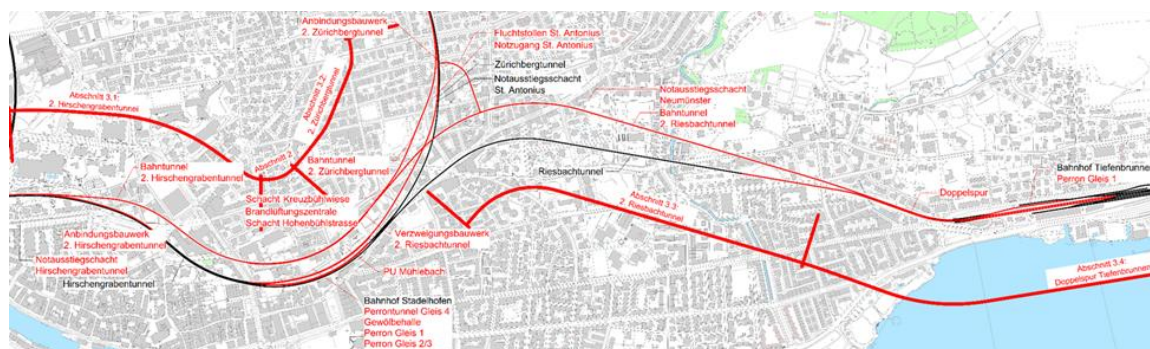 Anbindungsbauwerk
2. Zürichbergtunnel
Fluchtstollen St. Antonius
Notzugang St. Antonius
Zürichbergtunnel
Notausstiegsschacht
St. Antonius
Abschnitt 3.1:
2. Hirschengrabentunnel
Abschnitt 3.2:
2. Zürichbergtunnel
Notausstiegsschacht
Neumünster
Bahntunnel
2. Riesbachtunnel
Abschnitt 2
Bahntunnel
2. Hirschengrabentunnel
Bahntunnel
2. Zürichbergtunnel
Riesbachtunnel
Bahnhof Tiefenbrunnen
Perron Gleis 1
Doppelspur
Schacht Kreuzbühlwiese
Brandlüftungszentrale
Schacht Hohenbühlstrasse
Abschnitt 3.3:
2. Riesbachtunnel
Anbindungsbauwerk
2. Hirschengrabentunnel
Verzweigungsbauwerk
2. Riesbachtunnel
Notausstiegschacht
Hirschengrabentunnel
Hirschengrabentunnel
PU Mühlebach
Abschnitt 3.4:
Doppelspur Tiefenbrunnen
Bahnhof Stadelhofen
Perrontunnel Gleis 4
Gewölbehalle
Perron Gleis 1
Perron Gleis 2/3